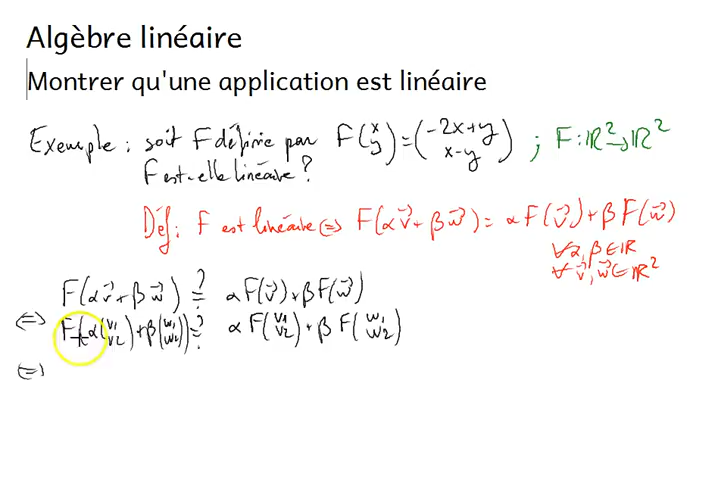 Algèbre linéaire
Montrer qu'une application est linéaire
Exemple : soit F définie par F(x y) = (-2x+y x-y) ; F : ℝ² → ℝ²
F est-elle linéaire ?
Déf : F est linéaire ⇔ F(αv⃗ + βw⃗) = αF(v⃗) + βF(w⃗)
∀α, β ∈ ℝ
∀v⃗, w⃗ ∈ ℝ²
F(αv⃗ + βw⃗) ≟ αF(v⃗) + βF(w⃗)
⇔ F(α(v1 v2) + β(w1 w2)) ≟ αF(v1 v2) + βF(w1 w2)
⇔